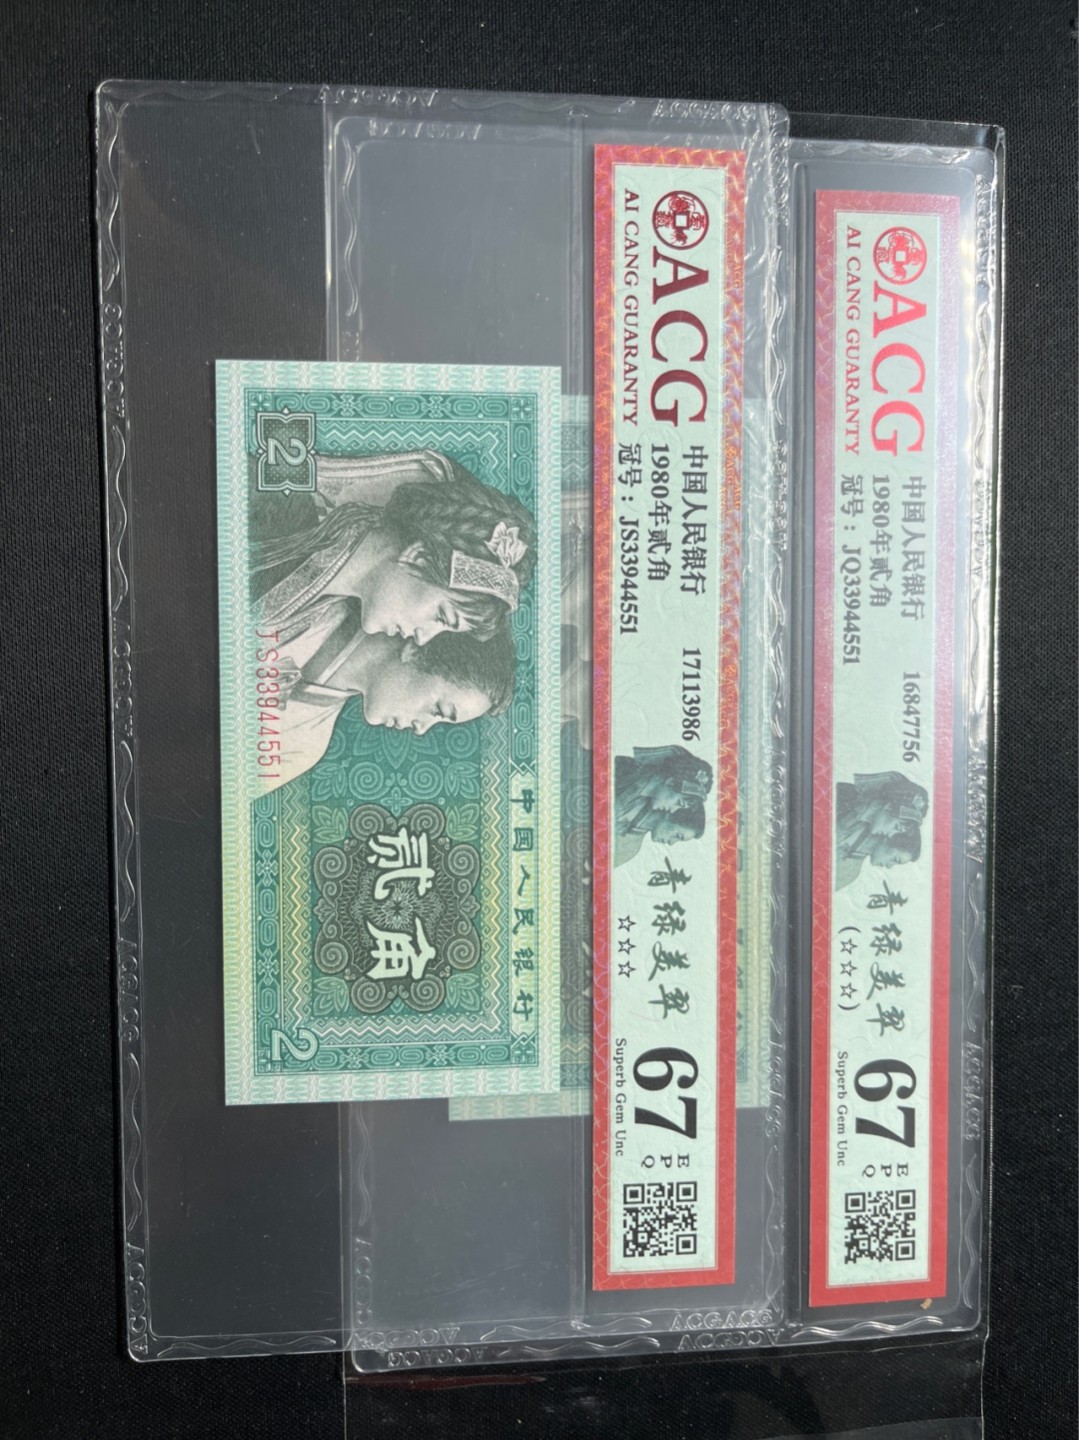 ACG
AI CANG GUARANTY
中国人民银行
1980年贰角
冠号：JQ33944551
16847756
青绿美翠
(☆☆☆)
67
EPQ
Superb Gem Unc
ACG
AI CANG GUARANTY
中国人民银行
1980年贰角
冠号：JS33944551
17113986
青绿美翠
☆☆☆
67
EPQ
Superb Gem Unc
中国人民银行
贰角
2
2
JS33944551